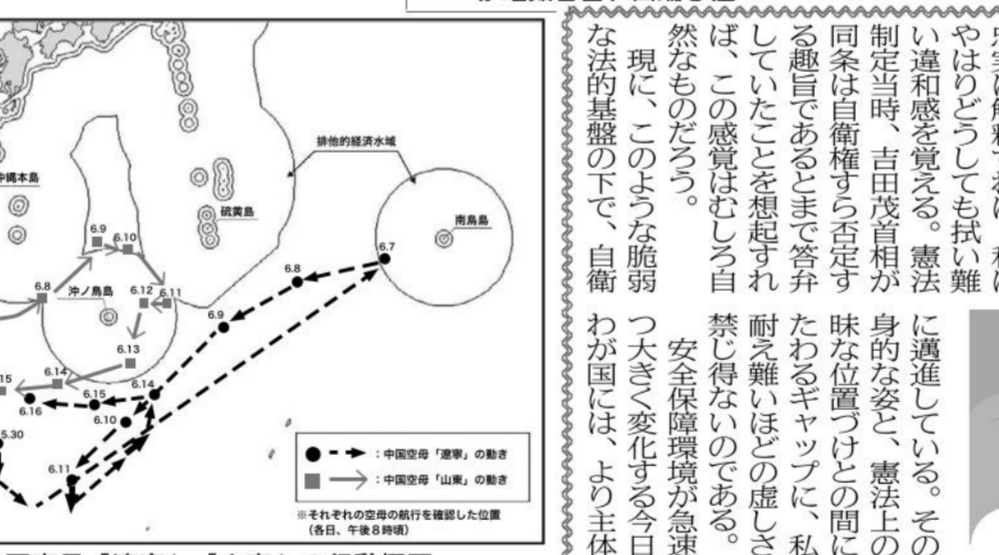 やはりどうしても拭い難
い違和感を覚える。憲法
制定当時、吉田茂首相が
同条は自衛権すら否定す
る趣旨であるとまで答弁
していたことを想起すれ
ば、この感覚はむしろ自
然なものだろう。
現に、このような脆弱
な法的基盤の下で、自衛
に邁進している。その
身的な姿と、憲法上の
昧な位置づけとの間に
たわるギャップに、私
耐え難いほどの虚しさ
禁じ得ないのである。
安全保障環境が急速
つ大きく変化する今日
わが国には、より主体
排他的経済水域
沖縄本島
硫黄島
南鳥島
沖ノ鳥島
6.7
6.8
6.9
6.9
6.10
6.8
6.12
6.11
6.13
6.14
15
6.16
6.15
6.14
6.10
5.30
6.11
：中国空母「遼寧」の動き
：中国空母「山東」の動き
※それぞれの空母の航行を確認した位置
（各日、午後8時頃）